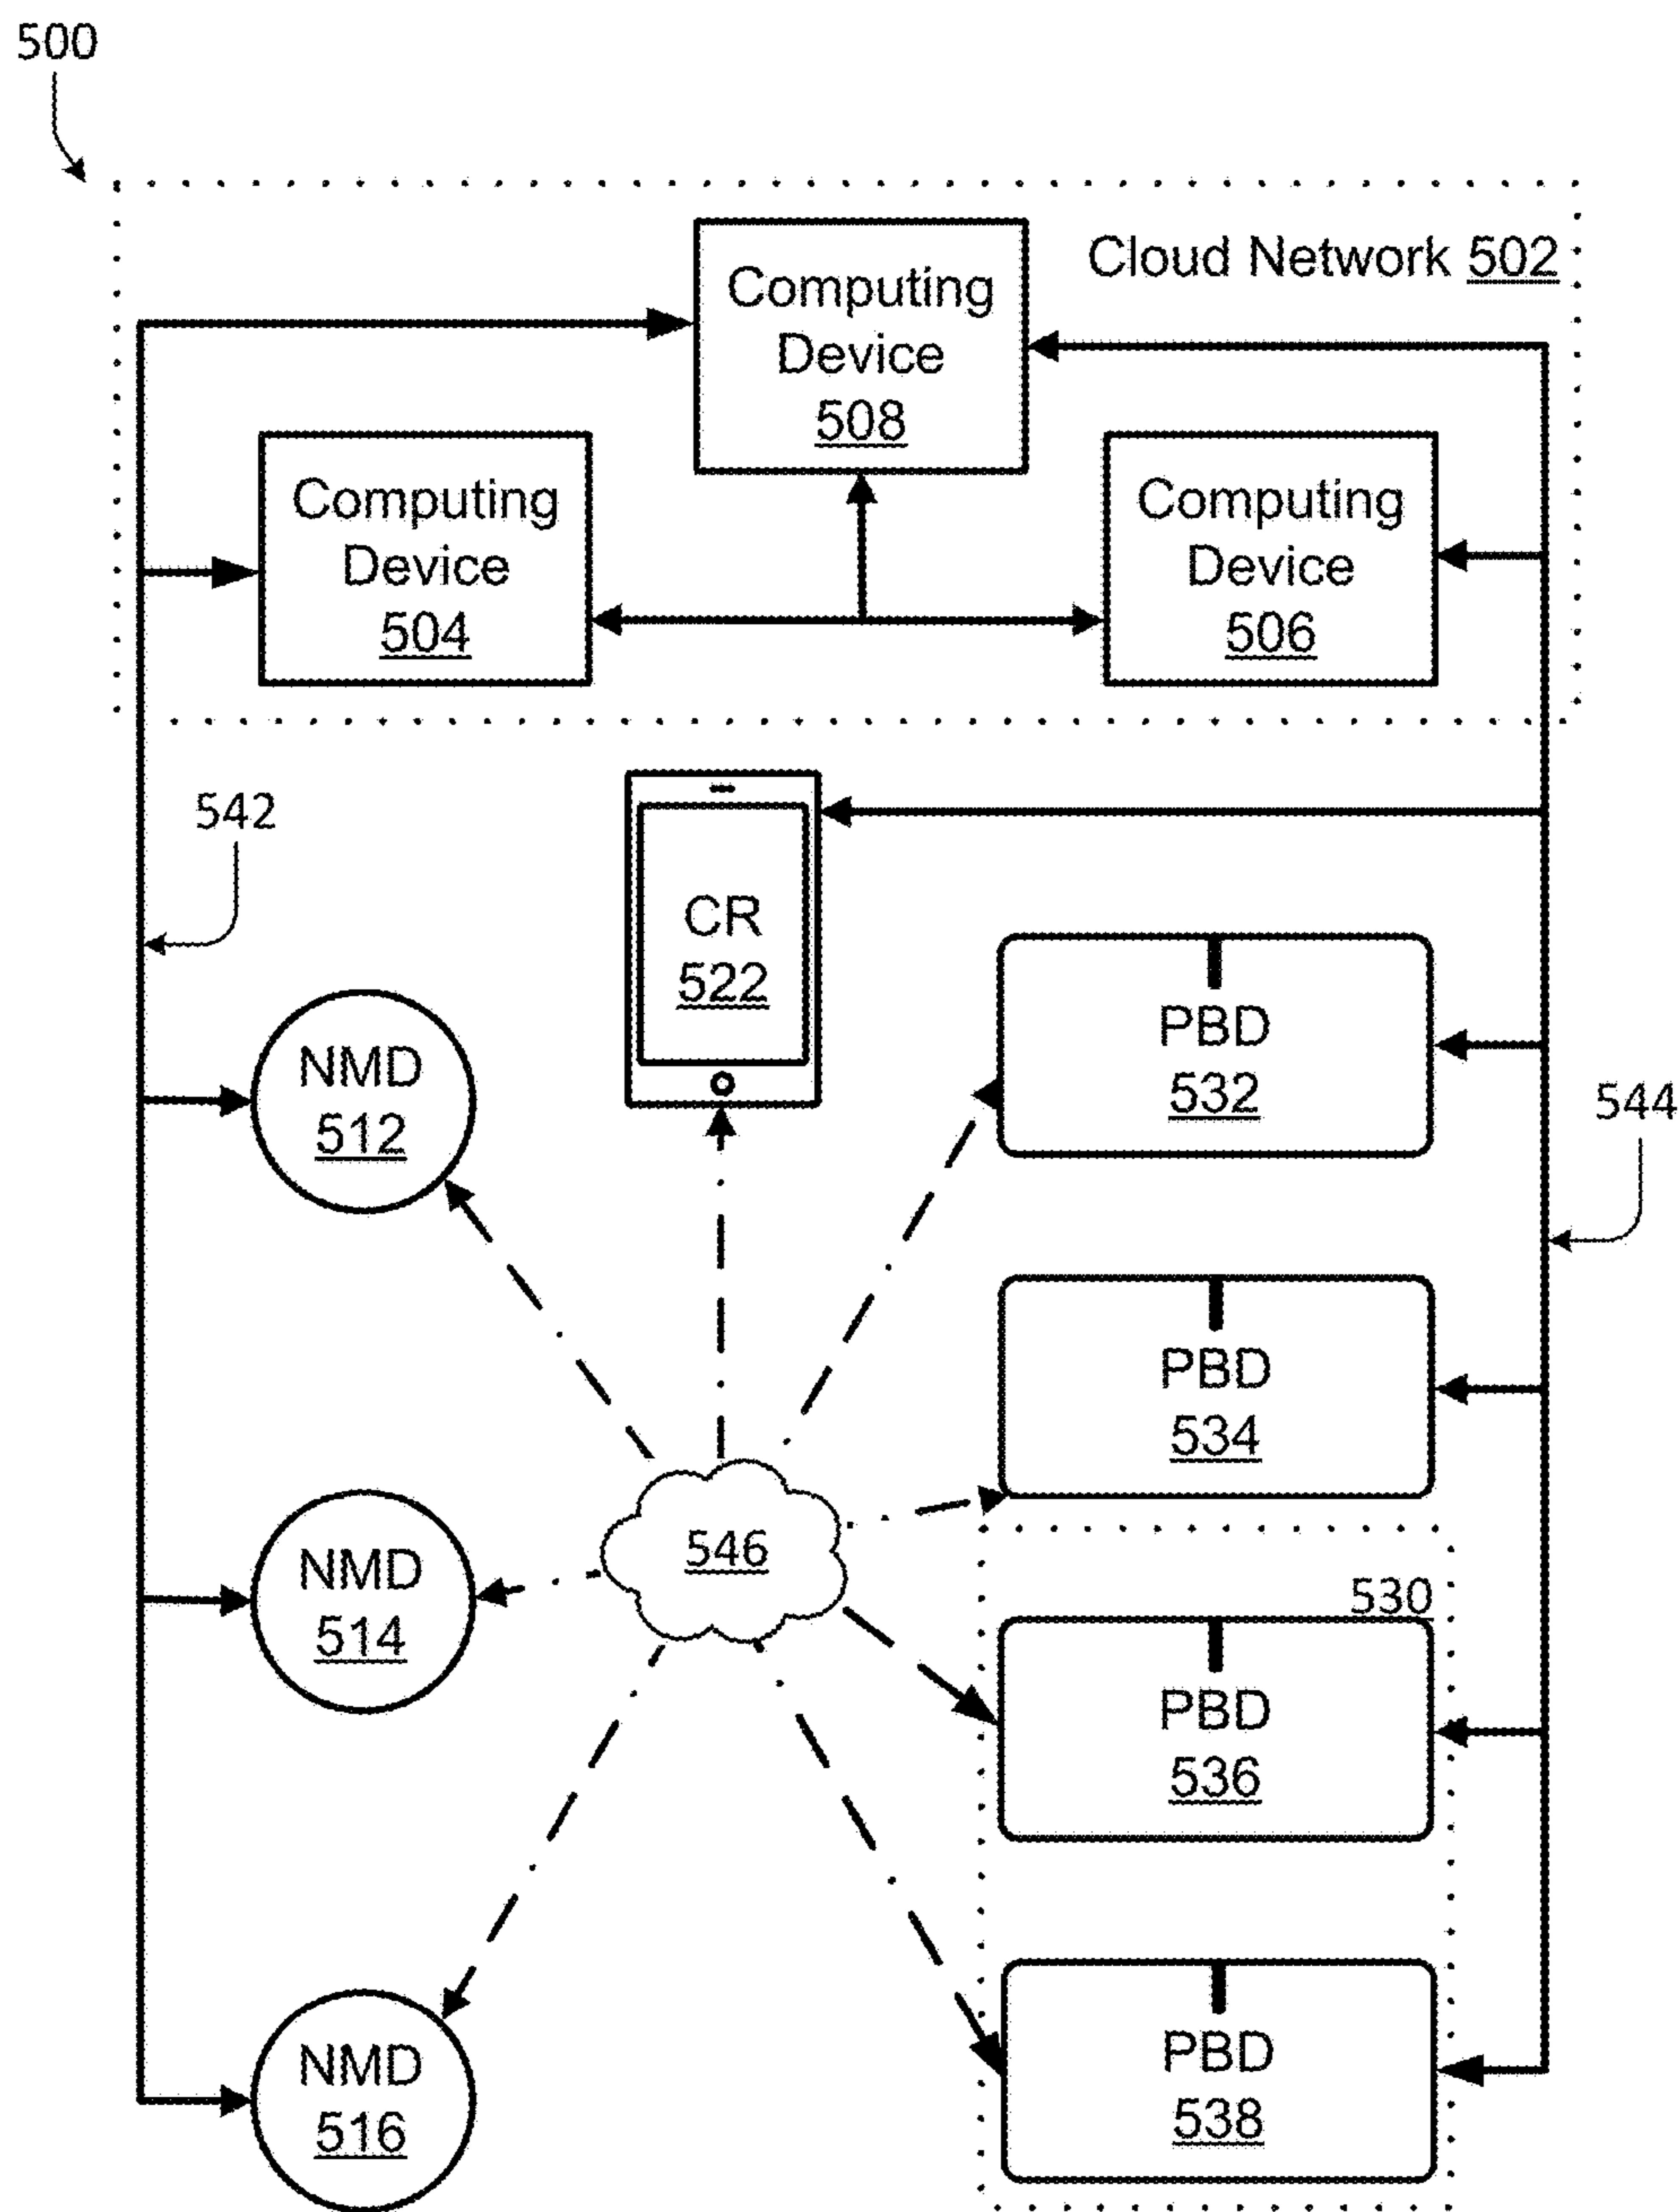 500
Cloud Network 502
Computing
Device
508
Computing
Device
504
Computing
Device
506
542
CR
522
NMD
512
PBD
532
544
PBD
534
546
NMD
514
530
PBD
536
NMD
516
PBD
538